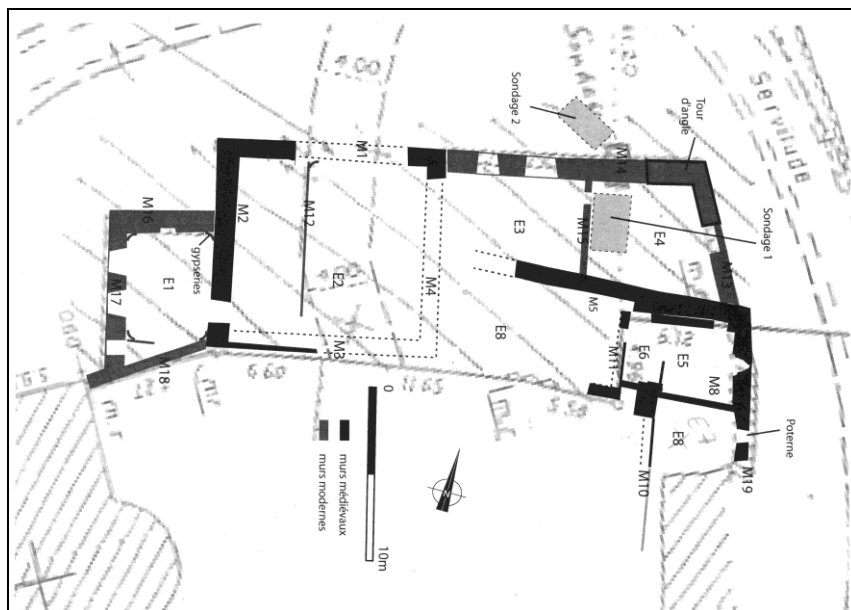 Servitude
Tour
d'angle
Sondage 2
Sondage 1
M14
M13
M1
M15
E4
E3
M2
M12
M4
M5
M16
gypseries
E1
E2
E8
M17
M3
M11
E6
E5
M8
M18
E8
E7
Poterne
M19
M10
0
10m
murs médiévaux
murs modernes
N